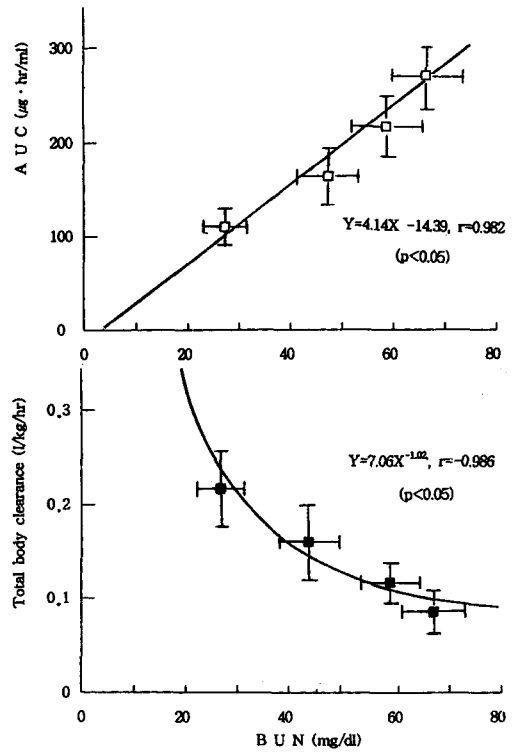 300
200
100
0
A U C (㎍ · hr/ml)
Y=4.14X -14.39, r=0.982
(p<0.05)
0 20 40 60 80
0.3
0.2
0.1
0
Total body clearance (l/kg/hr)
Y=7.06X^-1.02, r=-0.986
(p<0.05)
0 20 40 60 80
B U N (mg/dl)